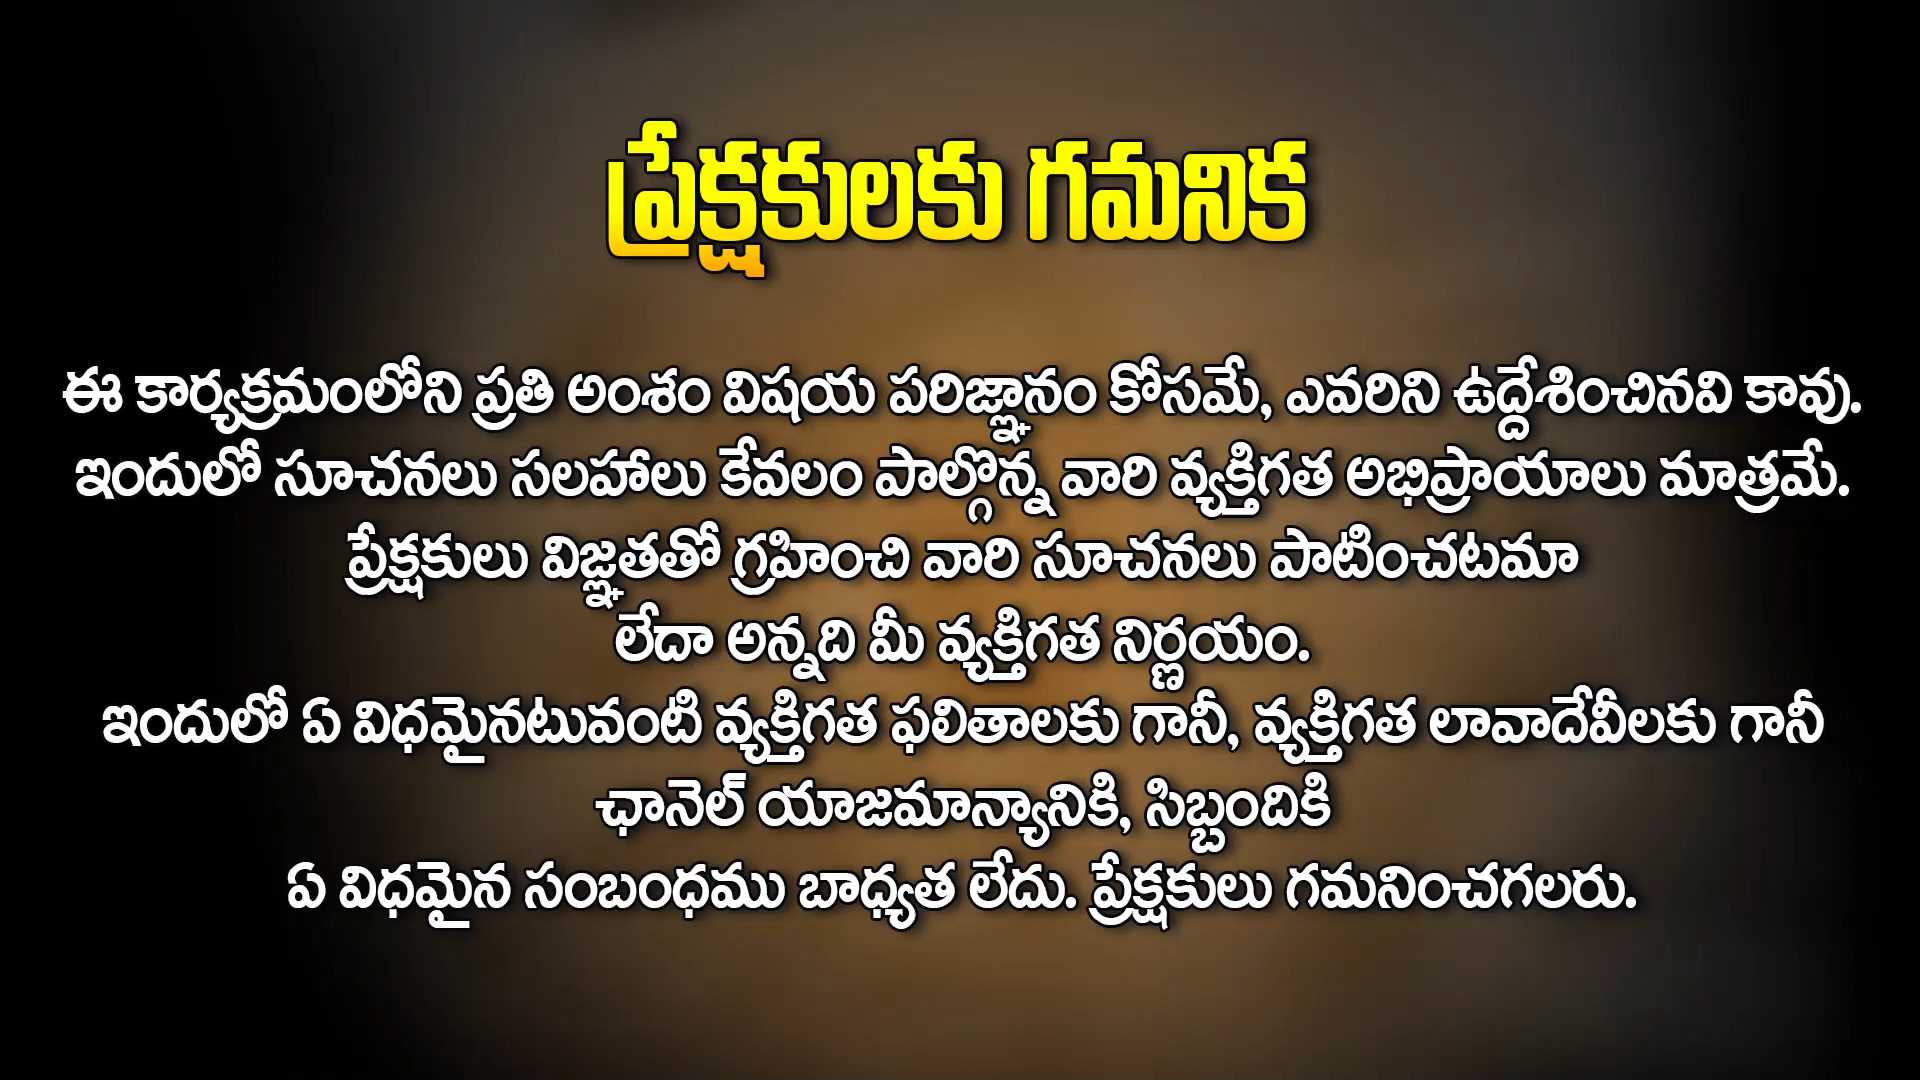 ప్రేక్షకులకు గమనిక
ఈ కార్యక్రమంలోని ప్రతి అంశం విషయ పరిజ్ఞానం కోసమే, ఎవరిని ఉద్దేశించినవి కావు.
ఇందులో సూచనలు సలహాలు కేవలం పాల్గొన్న వారి వ్యక్తిగత అభిప్రాయాలు మాత్రమే.
ప్రేక్షకులు విజ్ఞతతో గ్రహించి వారి సూచనలు పాటించటమా
లేదా అన్నది మీ వ్యక్తిగత నిర్ణయం.
ఇందులో ఏ విధమైనటువంటి వ్యక్తిగత ఫలితాలకు గానీ, వ్యక్తిగత లావాదేవీలకు గానీ
ఛానెల్ యాజమాన్యానికి, సిబ్బందికి
ఏ విధమైన సంబంధము బాధ్యత లేదు. ప్రేక్షకులు గమనించగలరు.